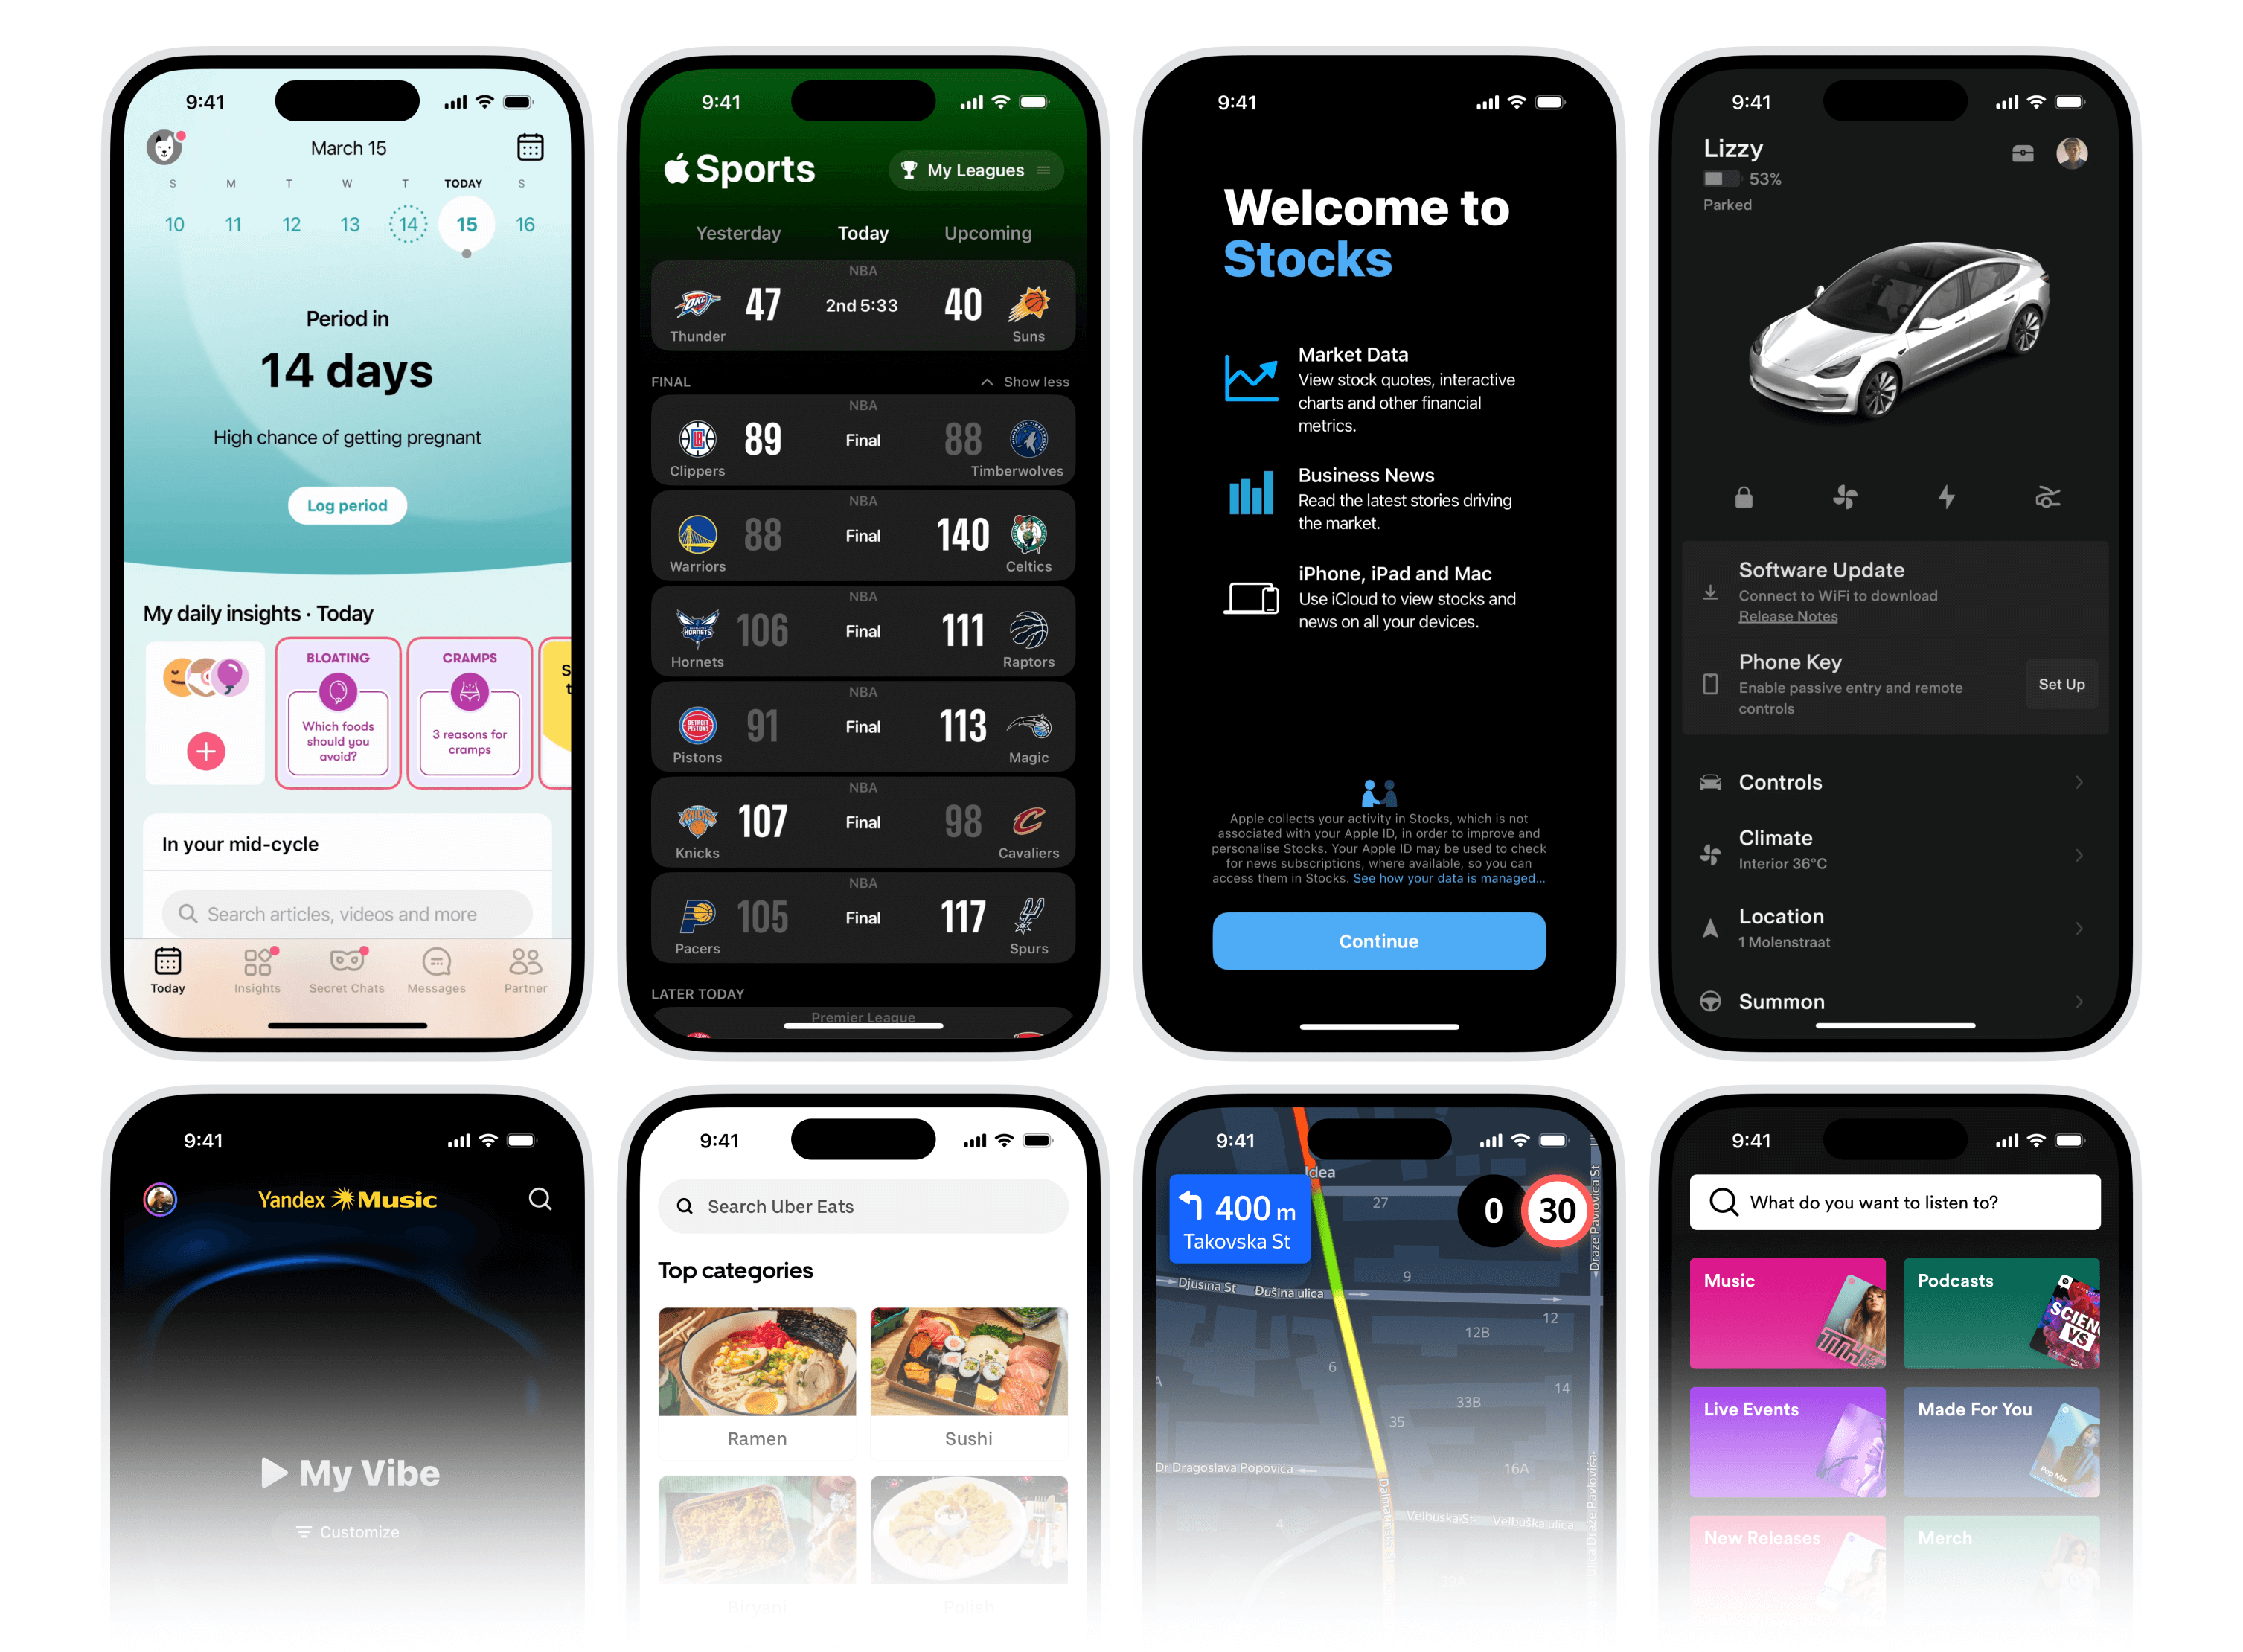 9:41
March 15
S M T W T TODAY S
10 11 12 13 14 15 16
Period in
14 days
High chance of getting pregnant
Log period
My daily insights · Today
BLOATING
Which foods
should you
avoid?
CRAMPS
3 reasons for
cramps
S
t
In your mid-cycle
Search articles, videos and more
Today Insights Secret Chats Messages Partner
9:41
Sports
My Leagues
Yesterday Today Upcoming
NBA
47 2nd 5:33 40
Thunder Suns
FINAL Show less
NBA
89 Final 88
Clippers Timberwolves
NBA
88 Final 140
Warriors Celtics
NBA
106 Final 111
Hornets Raptors
NBA
91 Final 113
Pistons Magic
NBA
107 Final 98
Knicks Cavaliers
NBA
105 Final 117
Pacers Spurs
LATER TODAY
Premier League
9:41
Welcome to
Stocks
Market Data
View stock quotes, interactive
charts and other financial
metrics.
Business News
Read the latest stories driving
the market.
iPhone, iPad and Mac
Use iCloud to view stocks and
news on all your devices.
Apple collects your activity in Stocks, which is not
associated with your Apple ID, in order to improve and
personalise Stocks. Your Apple ID may be used to check
for news subscriptions, where available, so you can
access them in Stocks. See how your data is managed...
Continue
9:41
Lizzy
53%
Parked
Software Update
Connect to WiFi to download
Release Notes
Phone Key
Enable passive entry and remote
controls
Set Up
Controls
Climate
Interior 36°C
Location
1 Molenstraat
Summon
9:41
Yandex Music
My Vibe
Customize
9:41
Search Uber Eats
Top categories
Ramen Sushi
Biryani Polish
9:41
Idea
400 m
Takovska St
0 30
27
Draze Pavlovića St
Djusina St Đušina ulica
9
12
12B
6
14
33B
35
Dr Dragoslava Popovića
16A
Velbuska St Velbuška ulica
4
Ulica Draže Pavlovića
9:41
What do you want to listen to?
Music
Podcasts
SCIEN
VS
Live Events
Made For You
Pop Mix
New Releases
Merch